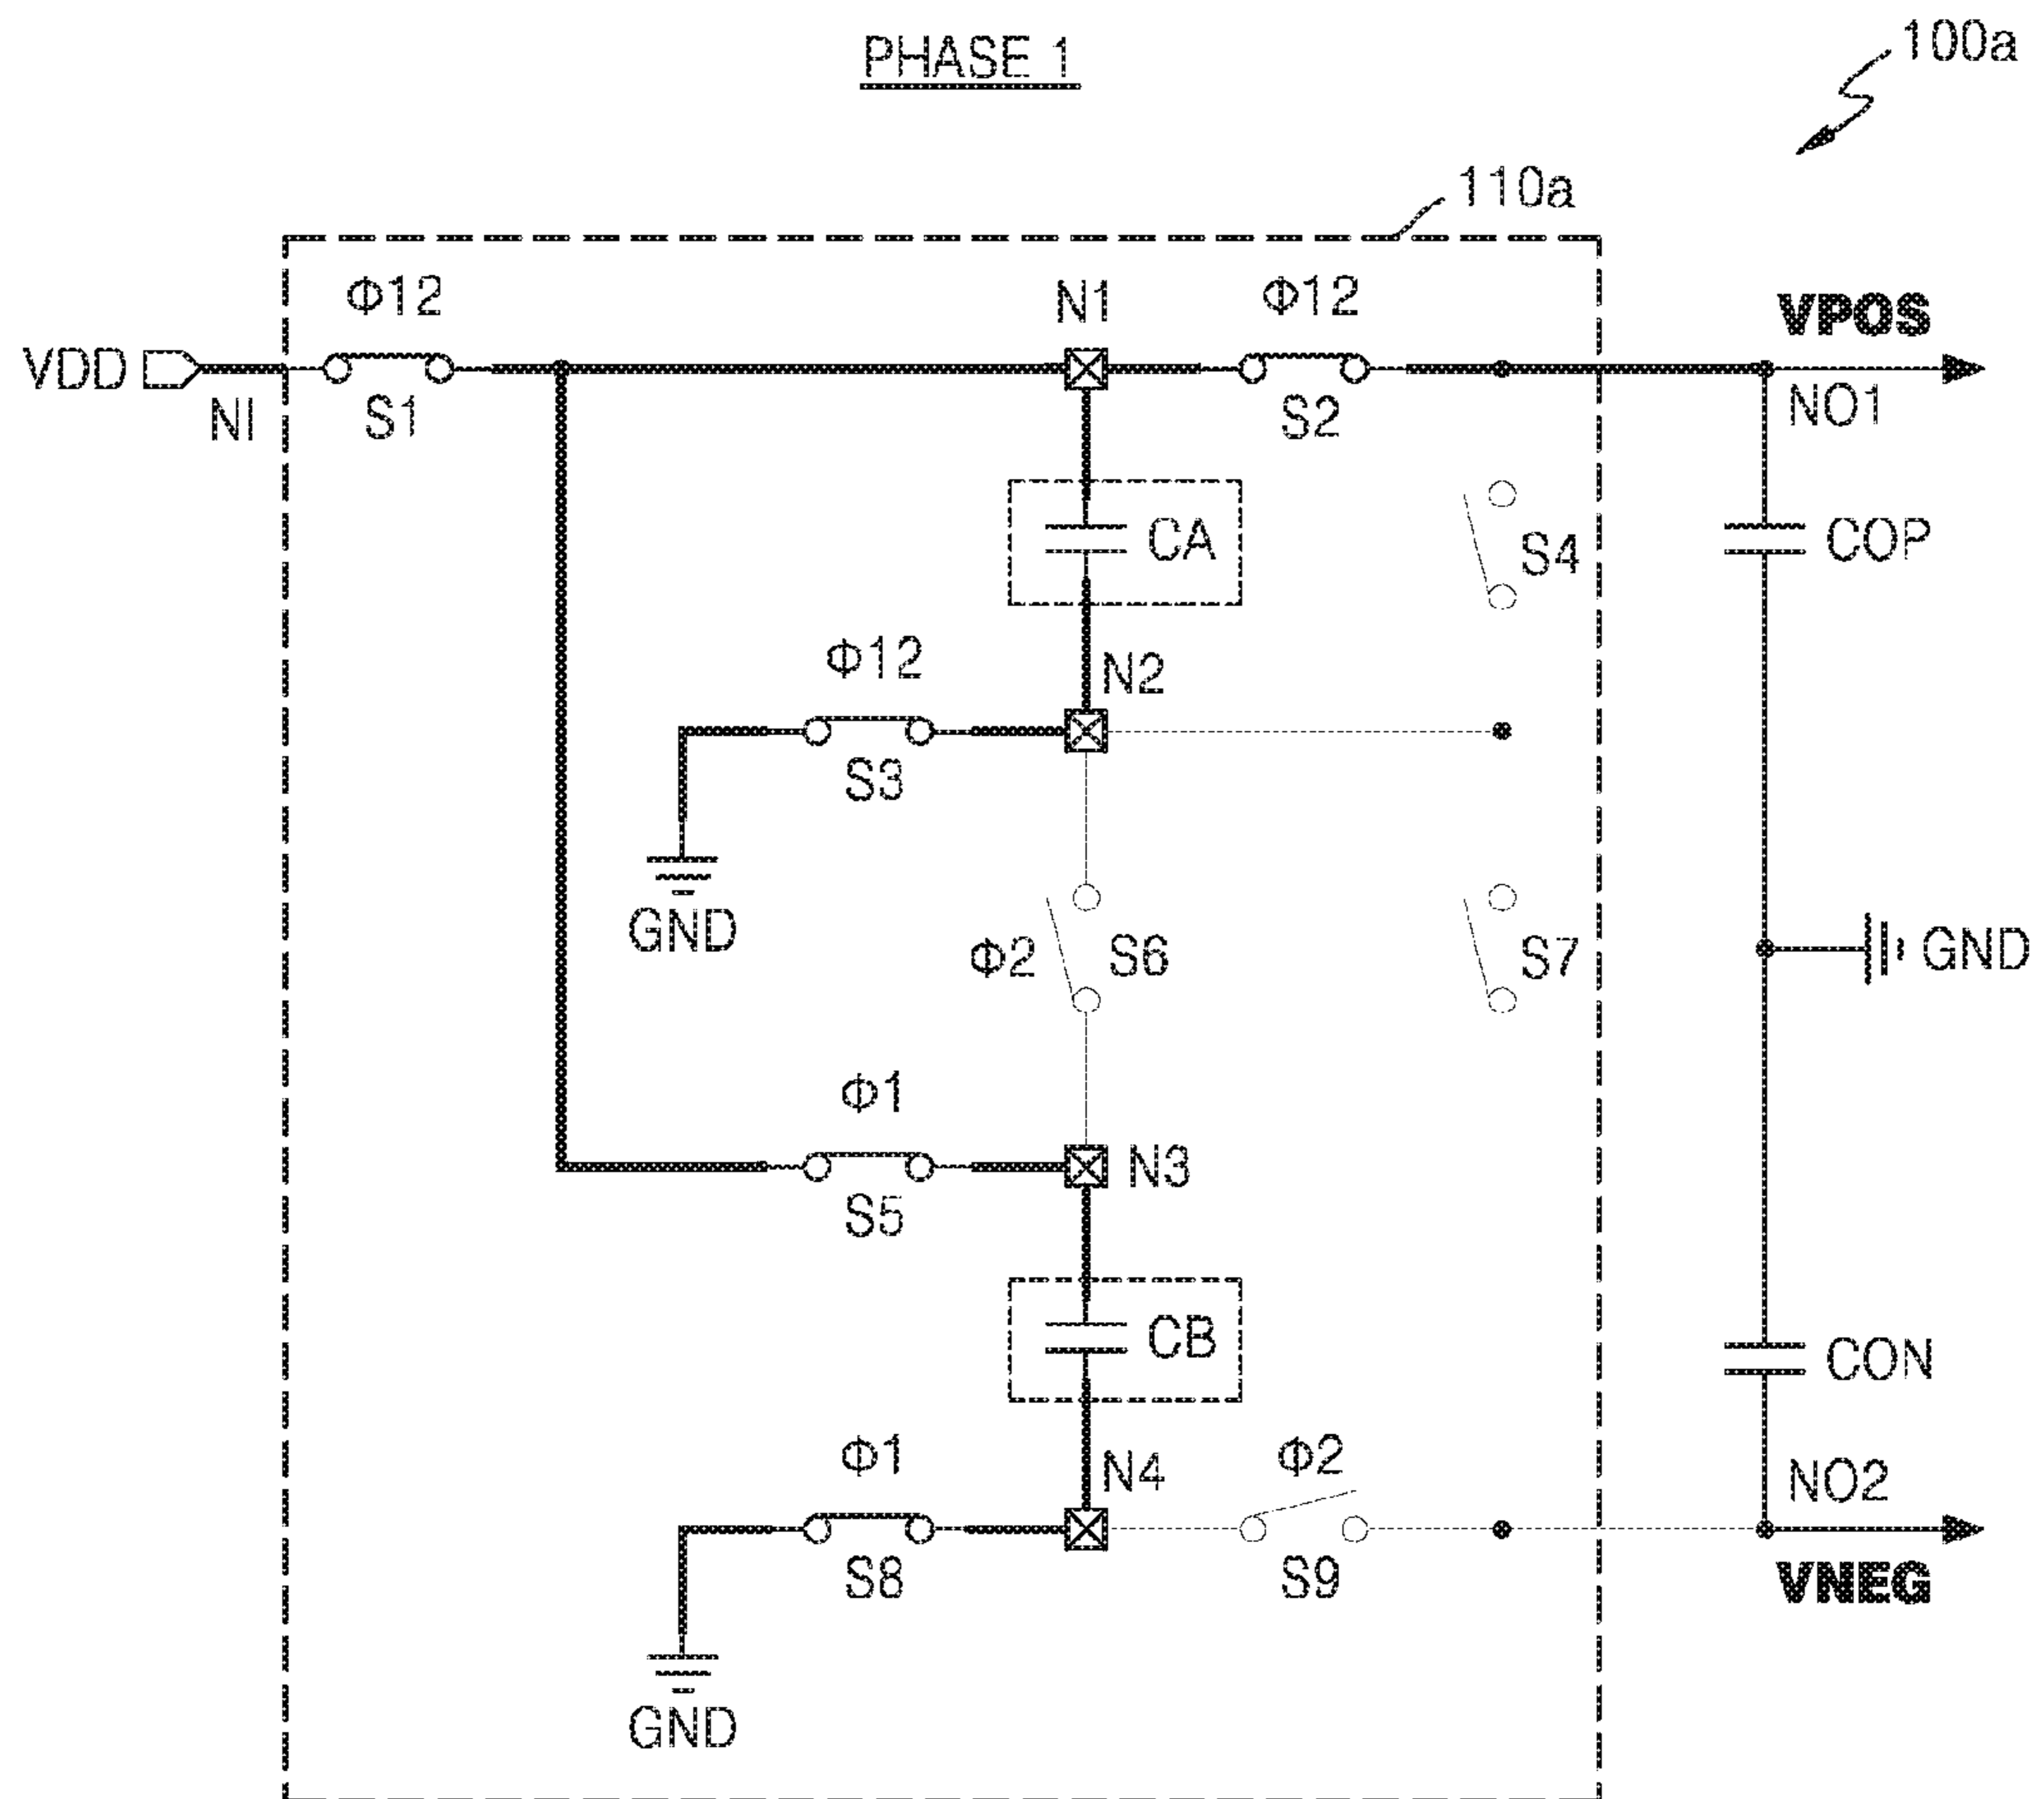 PHASE 1
100a
110a
Φ12
N1
Φ12
VPOS
VDD
NI
S1
S2
NO1
CA
S4
COP
Φ12
N2
S3
GND
Φ2
S6
S7
GND
Φ1
N3
S5
CB
CON
Φ1
N4
Φ2
NO2
S8
S9
VNEG
GND